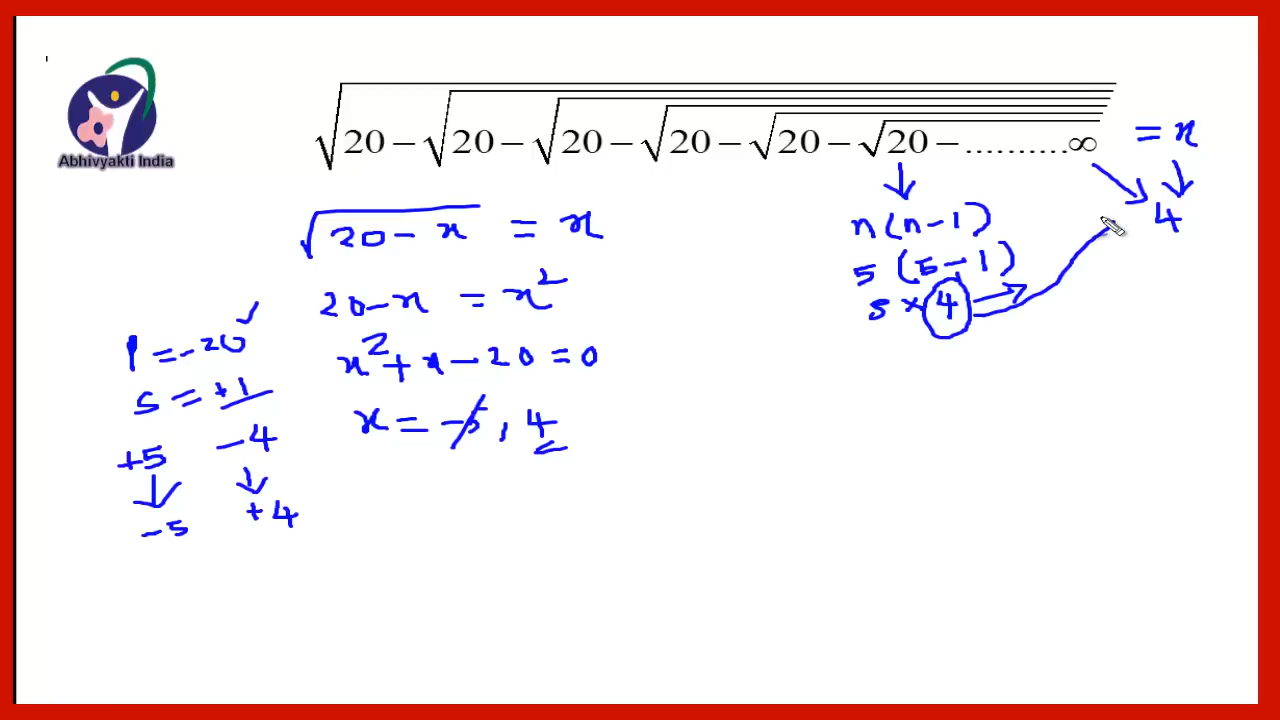 Abhivyakti India
√20 − √20 − √20 − √20 − √20 − √20 − ..........∞ = x
4
√20 − x = x
20 − x = x²
x² + x − 20 = 0
x = −5, 4
P = −20 ✓
S = +1
+5 −4
−5 +4
n(n−1)
5(5−1)
5 × 4